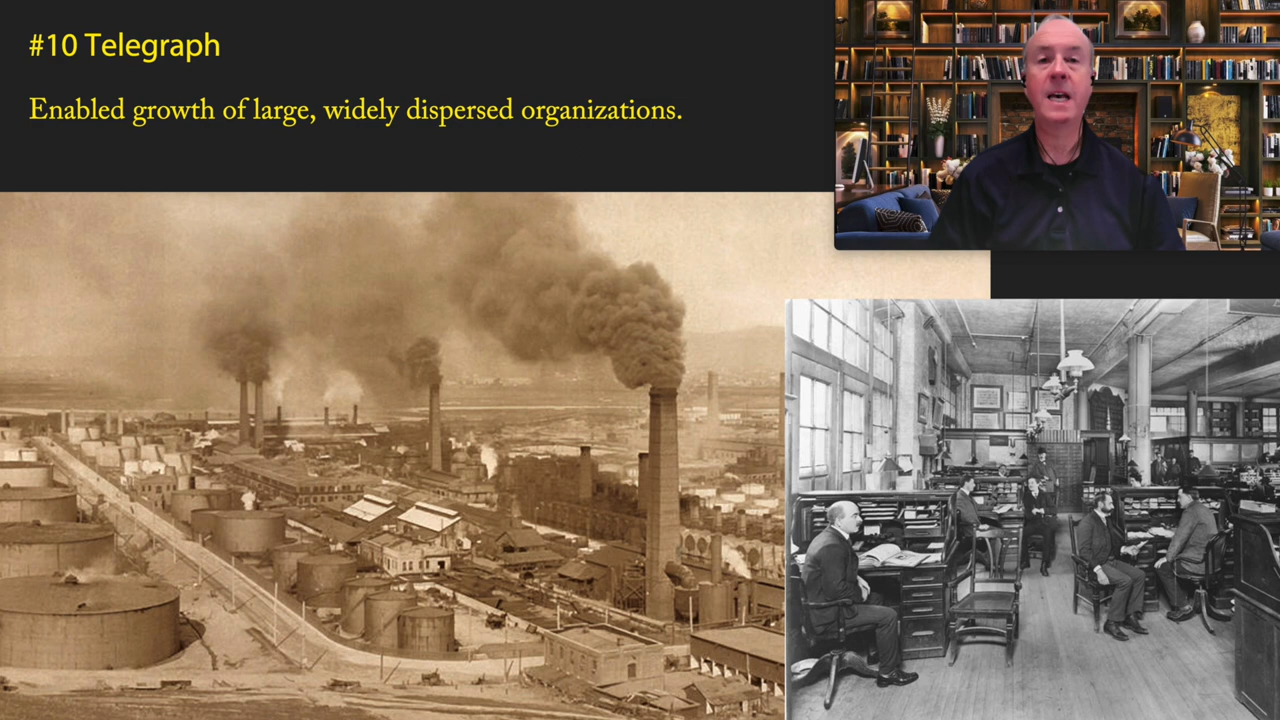 #10 Telegraph
Enabled growth of large, widely dispersed organizations.